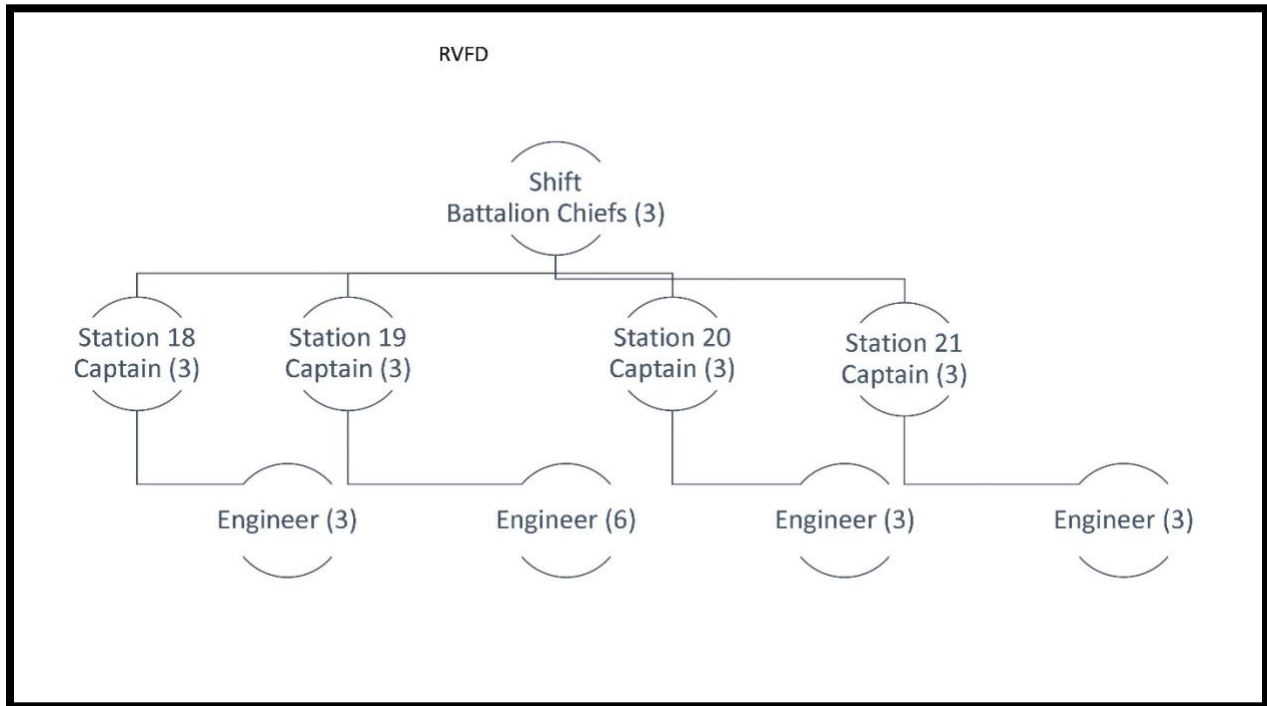 RVFD
Shift
Battalion Chiefs (3)
Station 18
Captain (3)
Station 19
Captain (3)
Station 20
Captain (3)
Station 21
Captain (3)
Engineer (3)
Engineer (6)
Engineer (3)
Engineer (3)